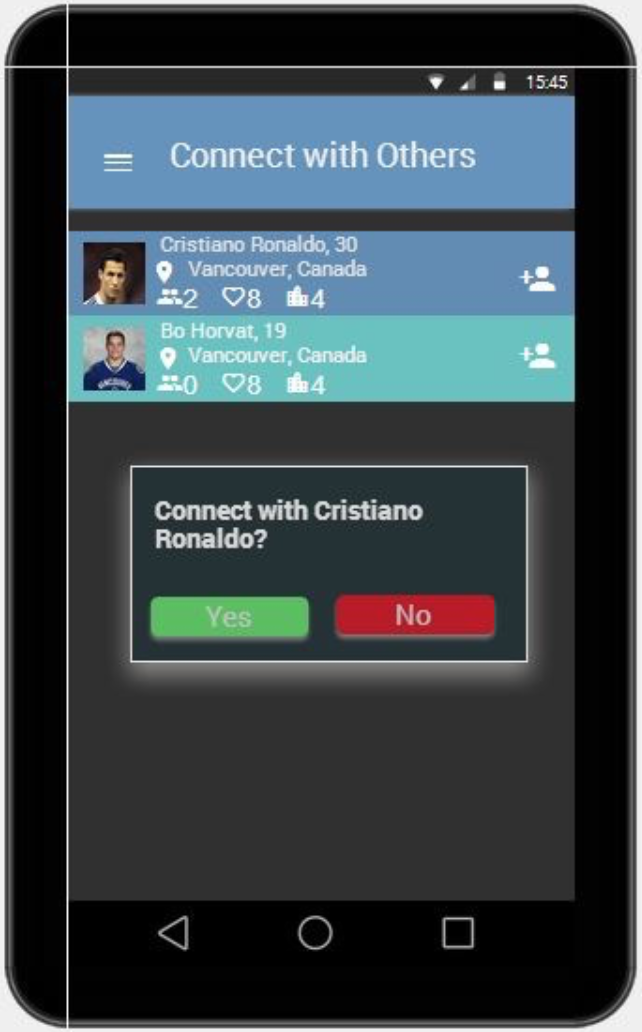 15:45
Connect with Others
Cristiano Ronaldo, 30
Vancouver, Canada
2 8 4
Bo Horvat, 19
Vancouver, Canada
0 8 4
Connect with Cristiano
Ronaldo?
Yes No